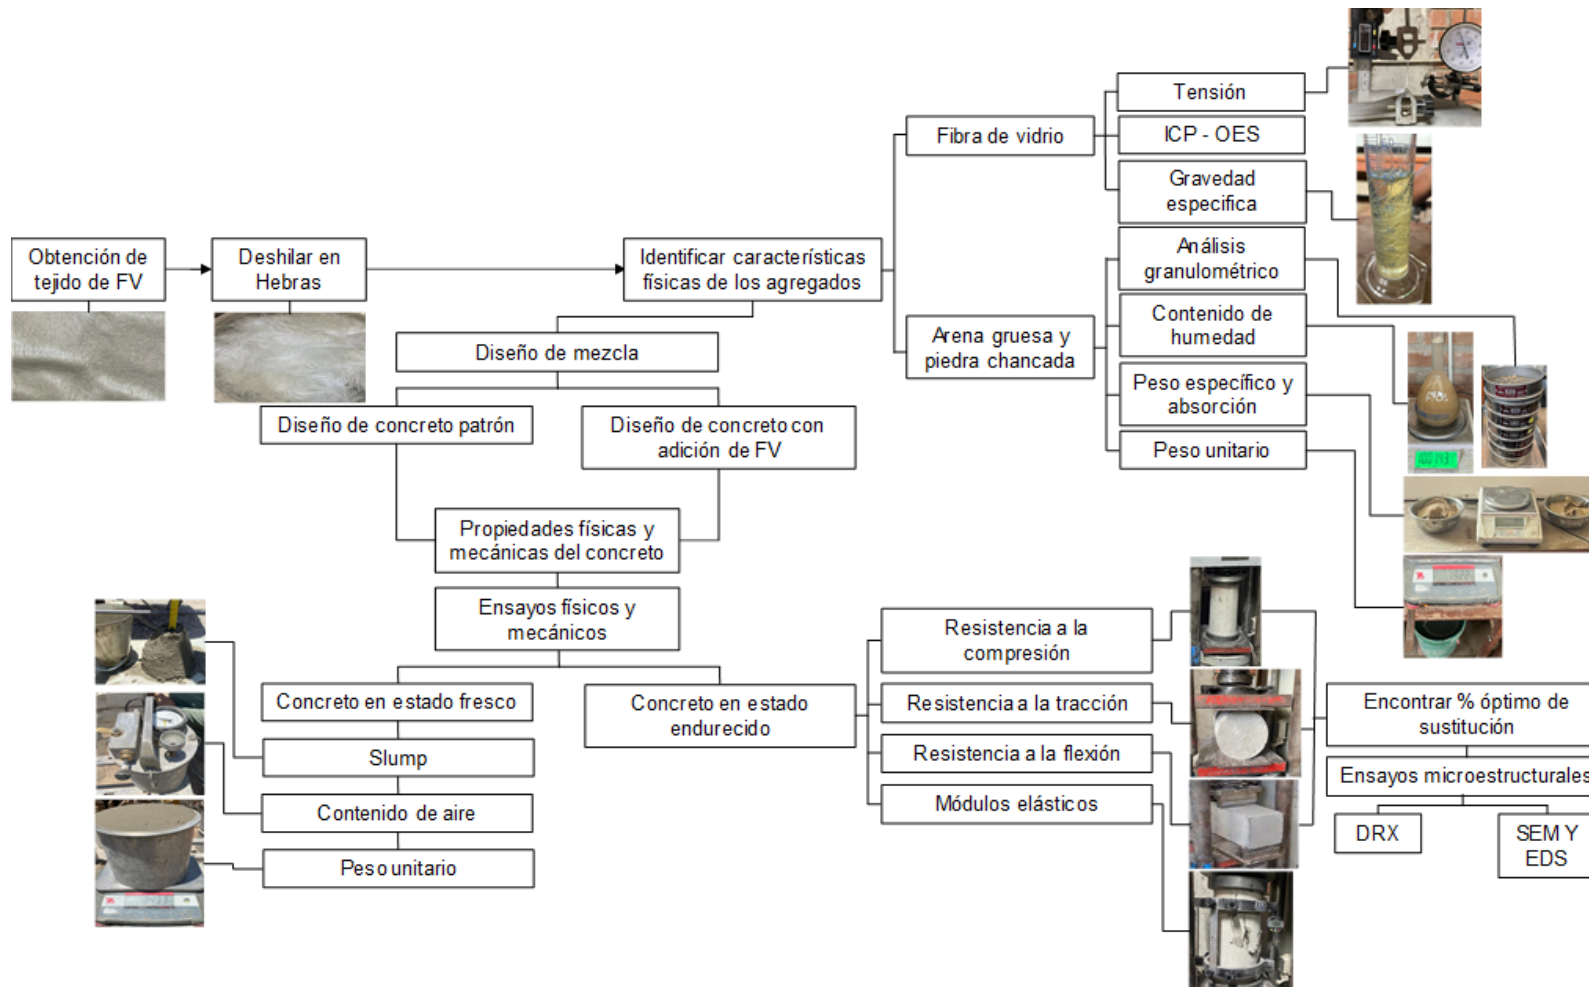 Obtención de
tejido de FV
Deshilar en
Hebras
Identificar características
físicas de los agregados
Fibra de vidrio
Tensión
ICP - OES
Gravedad
especifica
Arena gruesa y
piedra chancada
Análisis
granulométrico
Contenido de
humedad
Peso específico y
absorción
Peso unitario
Diseño de mezcla
Diseño de concreto patrón
Diseño de concreto con
adición de FV
Propiedades físicas y
mecánicas del concreto
Ensayos físicos y
mecánicos
Concreto en estado fresco
Slump
Contenido de aire
Peso unitario
Concreto en estado
endurecido
Resistencia a la
compresión
Resistencia a la tracción
Resistencia a la flexión
Módulos elásticos
Encontrar % óptimo de
sustitución
Ensayos microestructurales
DRX
SEM Y
EDS